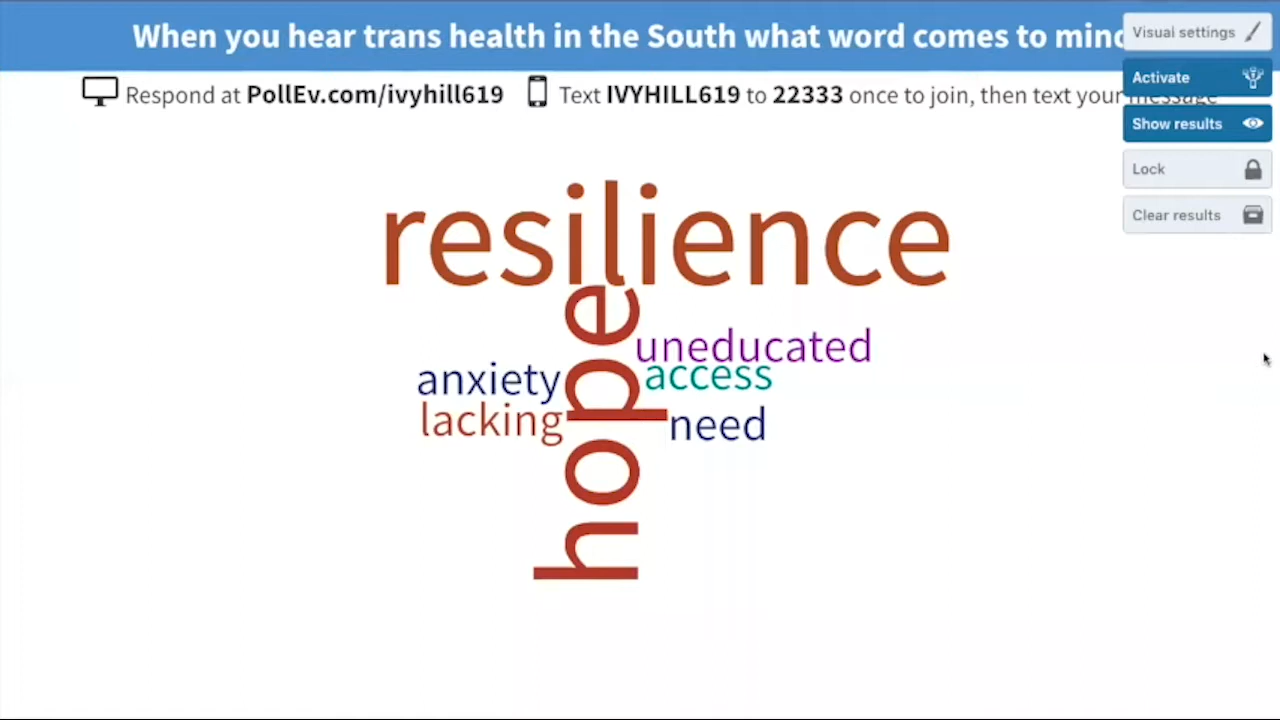 When you hear trans health in the South what word comes to mind
Visual settings
Respond at PollEv.com/ivyhill619 Text IVYHILL619 to 22333 once to join, then text your message
Activate
Show results
Lock
Clear results
resilience
hope
uneducated
anxiety
access
lacking
need